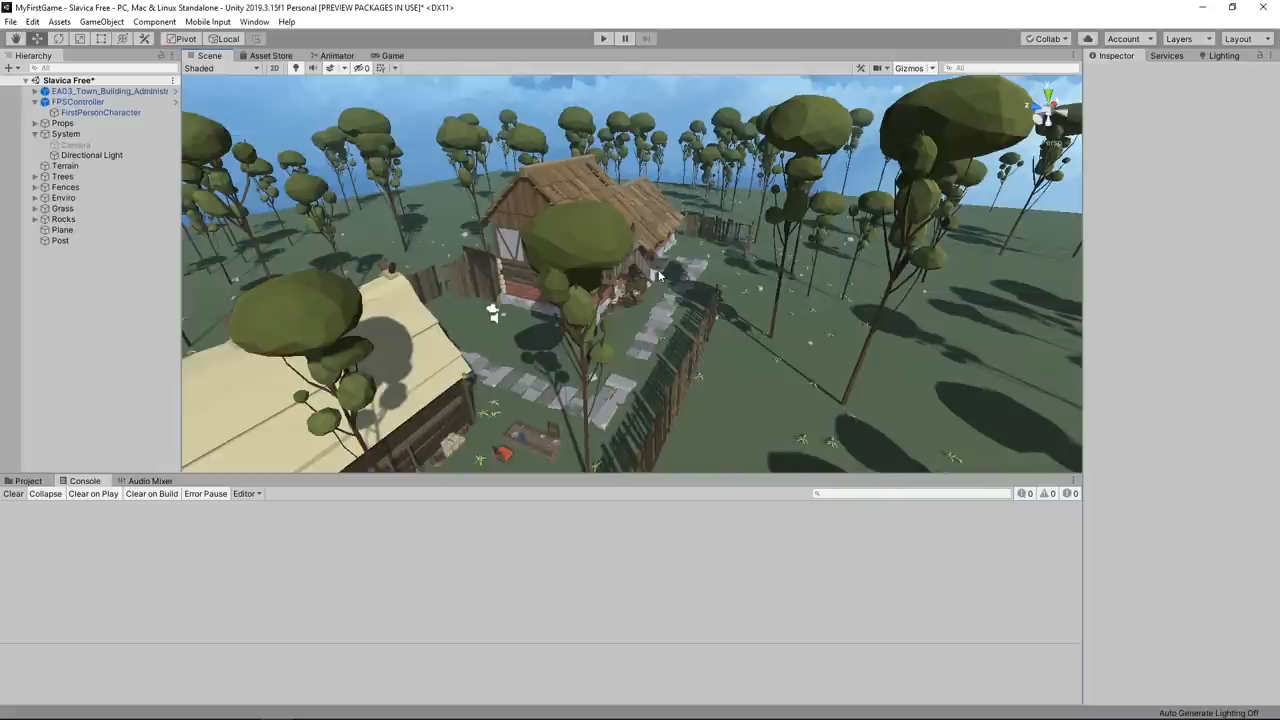 MyFirstGame - Slavica Free - PC, Mac & Linux Standalone - Unity 2019.3.15f1 Personal [PREVIEW PACKAGES IN USE]* <DX11>
File Edit Assets GameObject Component Mobile Input Window Help
Pivot Local Collab Account Layers Layout
Hierarchy Scene Asset Store Animator Game Inspector Services Lighting
All Shaded 2D 0 Gizmos All
Slavica Free*
EA03_Town_Building_Administr
FPSController
FirstPersonCharacter
Props
System
Camera
Directional Light
Terrain
Trees
Fences
Enviro
Grass
Rocks
Plane
Post
y
z
Persp
Project Console Audio Mixer
Clear Collapse Clear on Play Clear on Build Error Pause Editor 0 0 0
Auto Generate Lighting Off